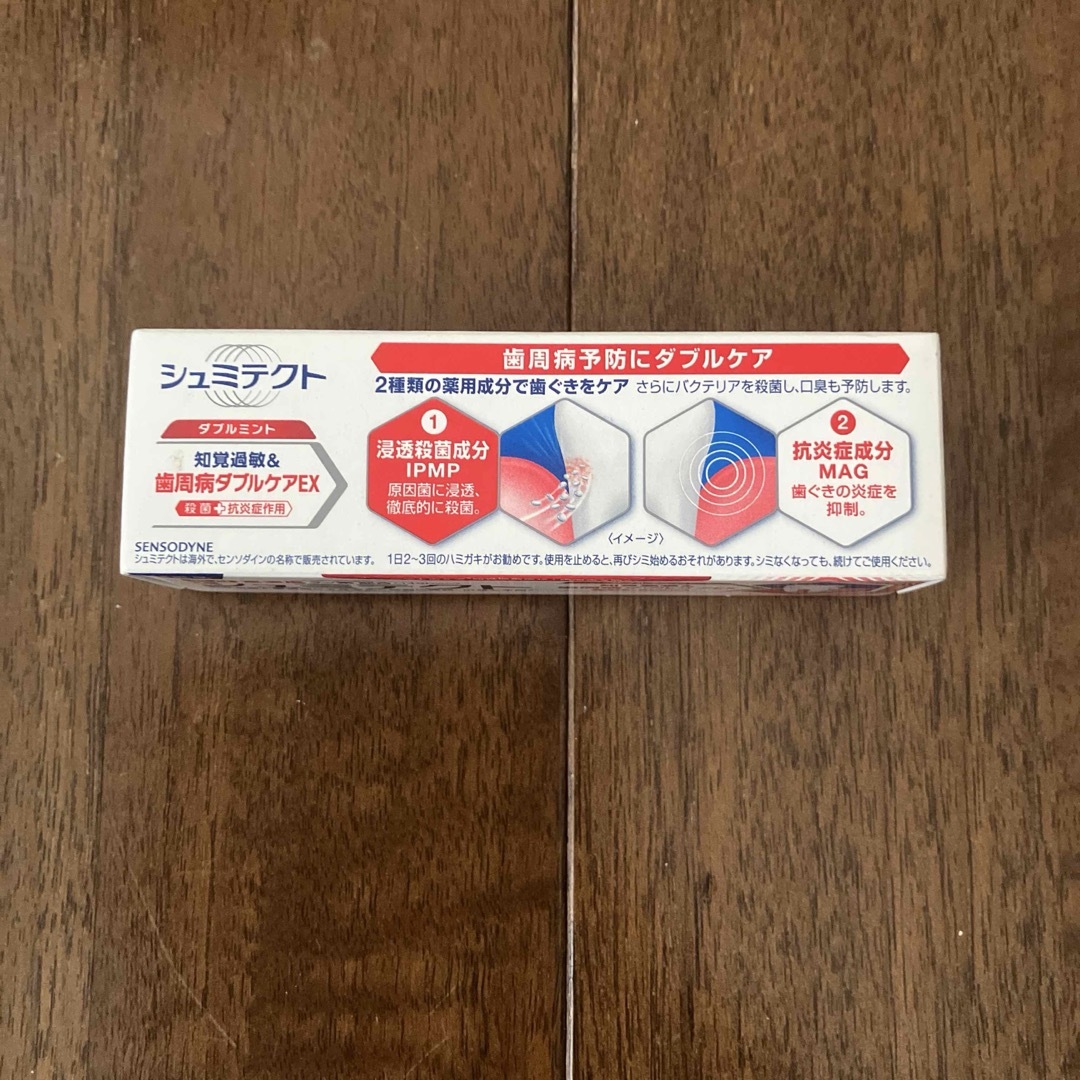 シュミテクト
ダブルミント
知覚過敏&
歯周病ダブルケアEX
殺菌+抗炎症作用
SENSODYNE
シュミテクトは海外で、センソダインの名称で販売されています。
歯周病予防にダブルケア
2種類の薬用成分で歯ぐきをケア さらにバクテリアを殺菌し、口臭も予防します。
1
浸透殺菌成分
IPMP
原因菌に浸透、
徹底的に殺菌。
〈イメージ〉
2
抗炎症成分
MAG
歯ぐきの炎症を
抑制。
1日2~3回のハミガキがお勧めです。使用を止めると、再びシミ始めるおそれがあります。シミなくなっても、続けてご使用ください。